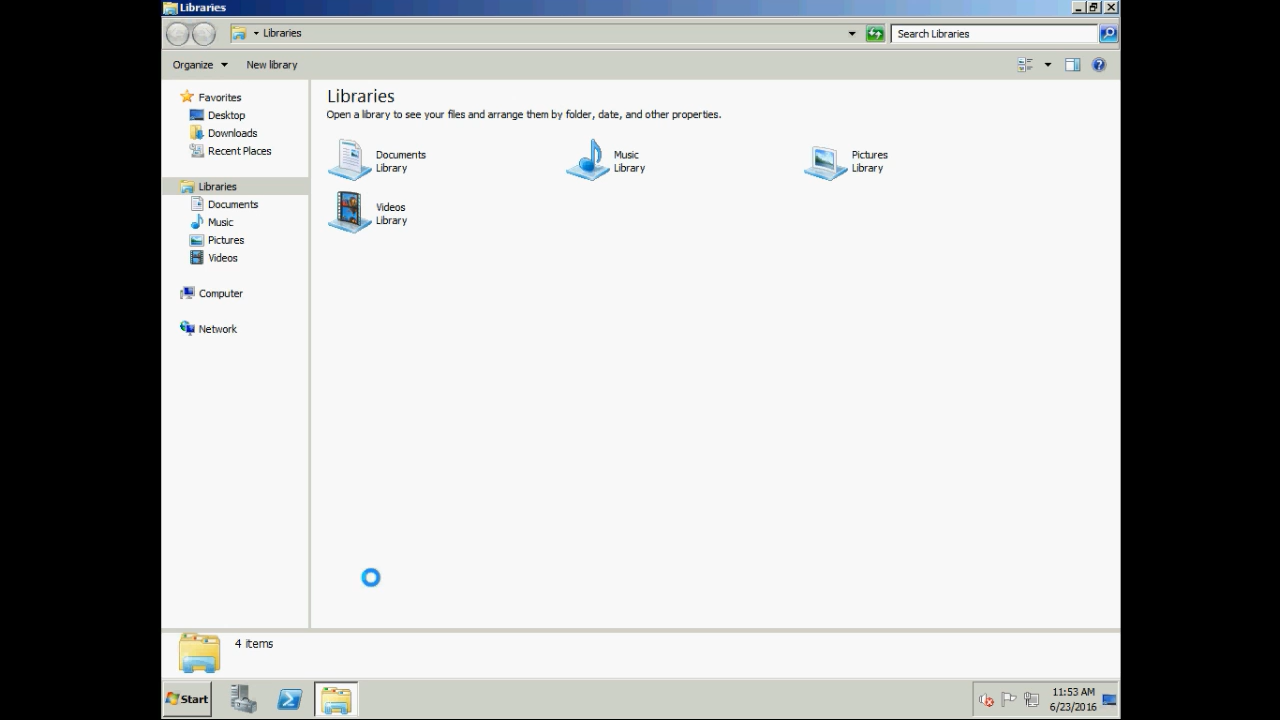 Libraries
Libraries
Search Libraries
Organize
New library
Favorites
Desktop
Downloads
Recent Places
Libraries
Documents
Music
Pictures
Videos
Computer
Network
Libraries
Open a library to see your files and arrange them by folder, date, and other properties.
Documents
Library
Music
Library
Pictures
Library
Videos
Library
4 items
Start
11:53 AM
6/23/2016